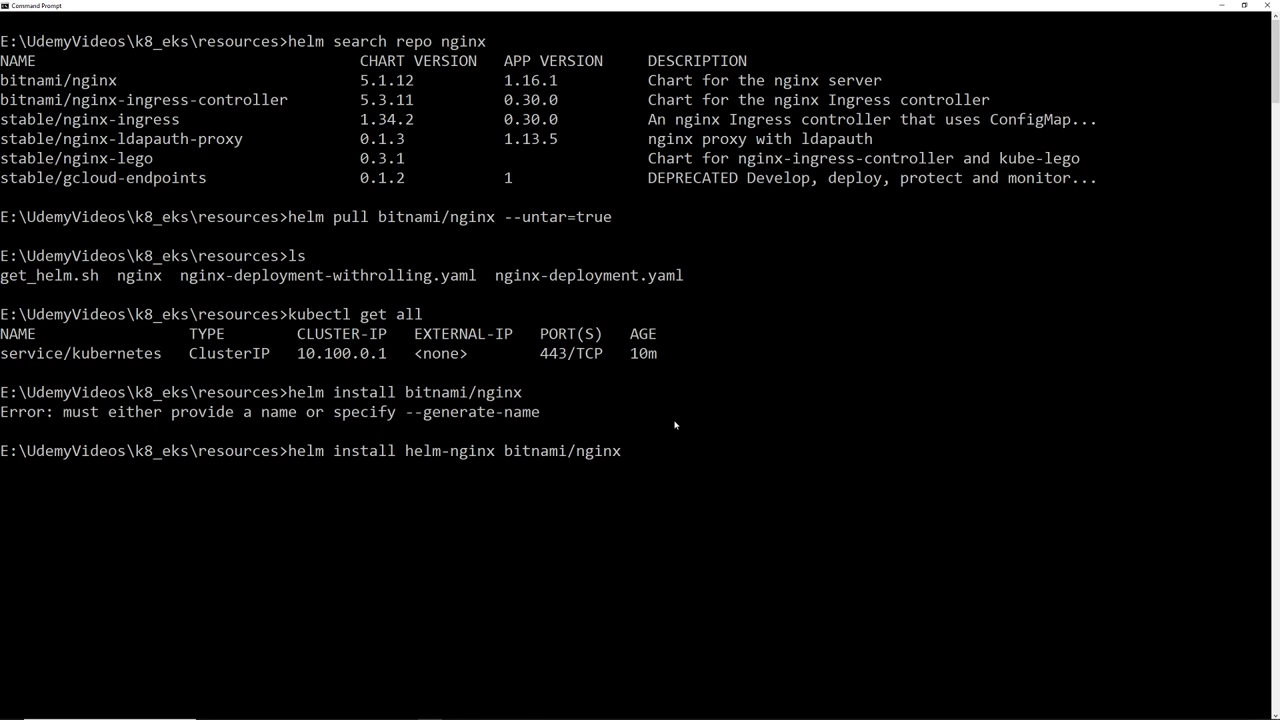 Command Prompt
E:\UdemyVideos\k8_eks\resources>helm search repo nginx
NAME CHART VERSION APP VERSION DESCRIPTION
bitnami/nginx 5.1.12 1.16.1 Chart for the nginx server
bitnami/nginx-ingress-controller 5.3.11 0.30.0 Chart for the nginx Ingress controller
stable/nginx-ingress 1.34.2 0.30.0 An nginx Ingress controller that uses ConfigMap...
stable/nginx-ldapauth-proxy 0.1.3 1.13.5 nginx proxy with ldapauth
stable/nginx-lego 0.3.1 Chart for nginx-ingress-controller and kube-lego
stable/gcloud-endpoints 0.1.2 1 DEPRECATED Develop, deploy, protect and monitor...
E:\UdemyVideos\k8_eks\resources>helm pull bitnami/nginx --untar=true
E:\UdemyVideos\k8_eks\resources>ls
get_helm.sh nginx nginx-deployment-withrolling.yaml nginx-deployment.yaml
E:\UdemyVideos\k8_eks\resources>kubectl get all
NAME TYPE CLUSTER-IP EXTERNAL-IP PORT(S) AGE
service/kubernetes ClusterIP 10.100.0.1 <none> 443/TCP 10m
E:\UdemyVideos\k8_eks\resources>helm install bitnami/nginx
Error: must either provide a name or specify --generate-name
E:\UdemyVideos\k8_eks\resources>helm install helm-nginx bitnami/nginx